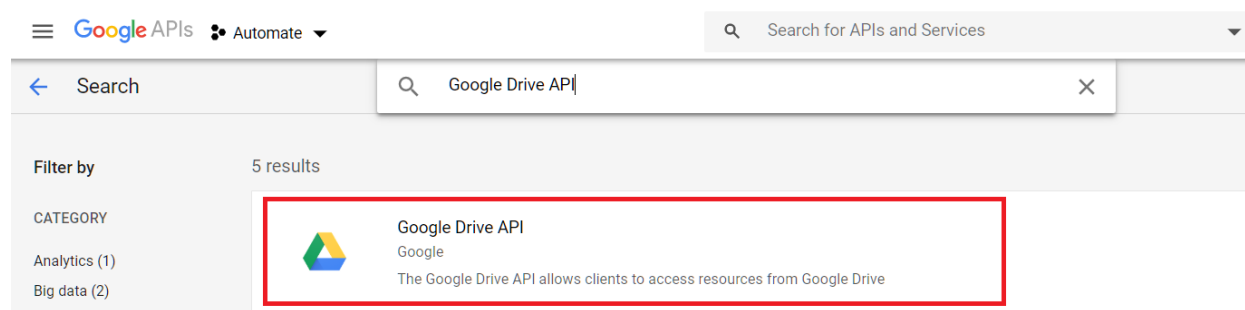 Google APIs Automate Search for APIs and Services
Search Google Drive API
Filter by 5 results
CATEGORY
Google Drive API
Google
Analytics (1)
The Google Drive API allows clients to access resources from Google Drive
Big data (2)